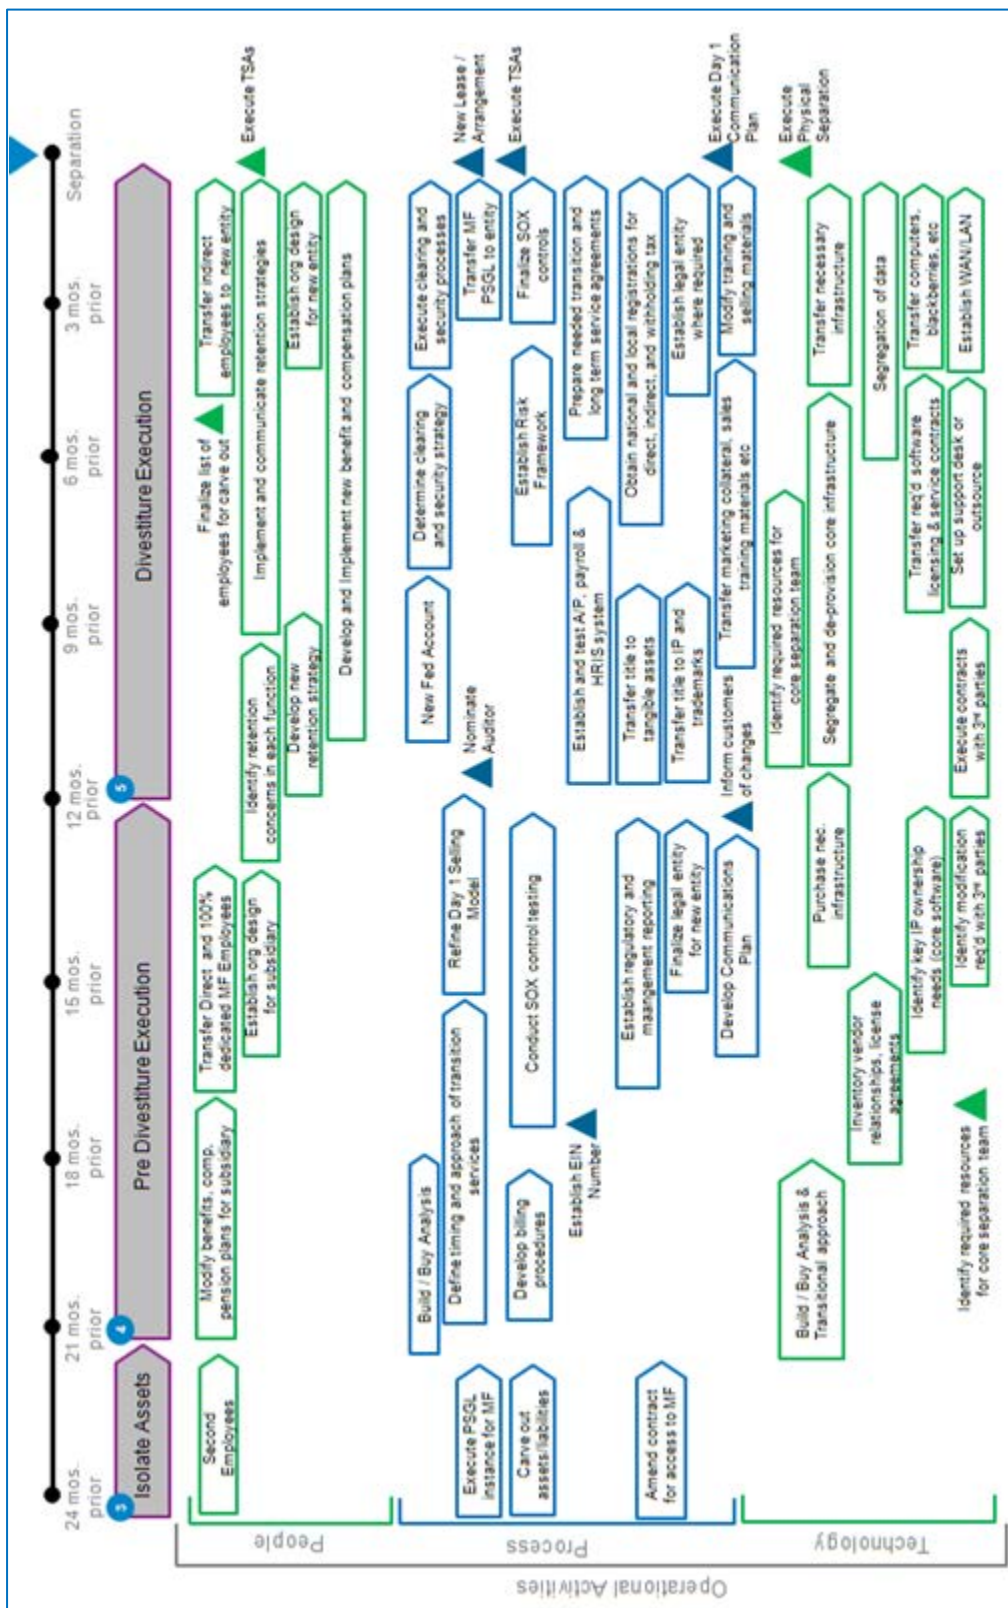 24 mos.
prior
21 mos.
prior
18 mos.
prior
15 mos.
prior
12 mos.
prior
9 mos.
prior
6 mos.
prior
3 mos.
prior
Separation
3
Isolate Assets
4
Pre Divestiture Execution
5
Divestiture Execution
Operational Activities
People
Second
Employees
Modify benefits, comp.
pension plans for subsidiary
Transfer Direct and 100%
dedicated MF Employees
Finalize list of
employees for carve out
Transfer indirect
employees to new entity
Establish org design
for subsidiary
Identify retention
concerns in each function
Implement and communicate retention strategies
Execute TSAs
Develop new
retention strategy
Establish org design
for new entity
Develop and Implement new benefit and compensation plans
Process
Build / Buy Analysis
New Fed Account
Determine clearing
and security strategy
Execute clearing and
security processes
Execute PSGL
instance for MF
Define timing and approach of transition
services
Refine Day 1 Selling
Model
Nominate
Auditor
Transfer MF
PSGL to entity
New Lease /
Arrangement
Carve out
assets/liabilities
Develop billing
procedures
Conduct SOX control testing
Establish Risk
Framework
Finalize SOX
controls
Execute TSAs
Establish EIN
Number
Establish and test A/P, payroll &
HRIS system
Prepare needed transition and
long term service agreements
Establish regulatory and
maangement reporting
Transfer title to
tangible assets
Obtain national and local registrations for
direct, indirect, and withholding tax
Amend contract
for access to MF
Finalize legal entity
for new entity
Transfer title to IP and
trademarks
Establish legal entity
where required
Develop Communications
Plan
Inform customers
of changes
Transfer marketing collateral, sales
training materials etc
Modify training and
selling materials
Execute Day 1
Communication
Plan
Technology
Build / Buy Analysis &
Transitional approach
Identify required resources for
core separation team
Execute
Physical
Separation
Purchase nec.
infrastructure
Segregate and de-provision core infrastructure
Transfer necessary
infrastructure
Inventory vendor
relationships, license
agreements
Segregation of data
Identify key IP ownership
needs (core software)
Transfer req'd software
licensing & service contracts
Transfer computers,
blackberries, etc
Identify required resources
for core separation team
Identify modification
req'd with 3rd parties
Execute contracts
with 3rd parties
Set up support desk or
outsource
Establish WAN/LAN